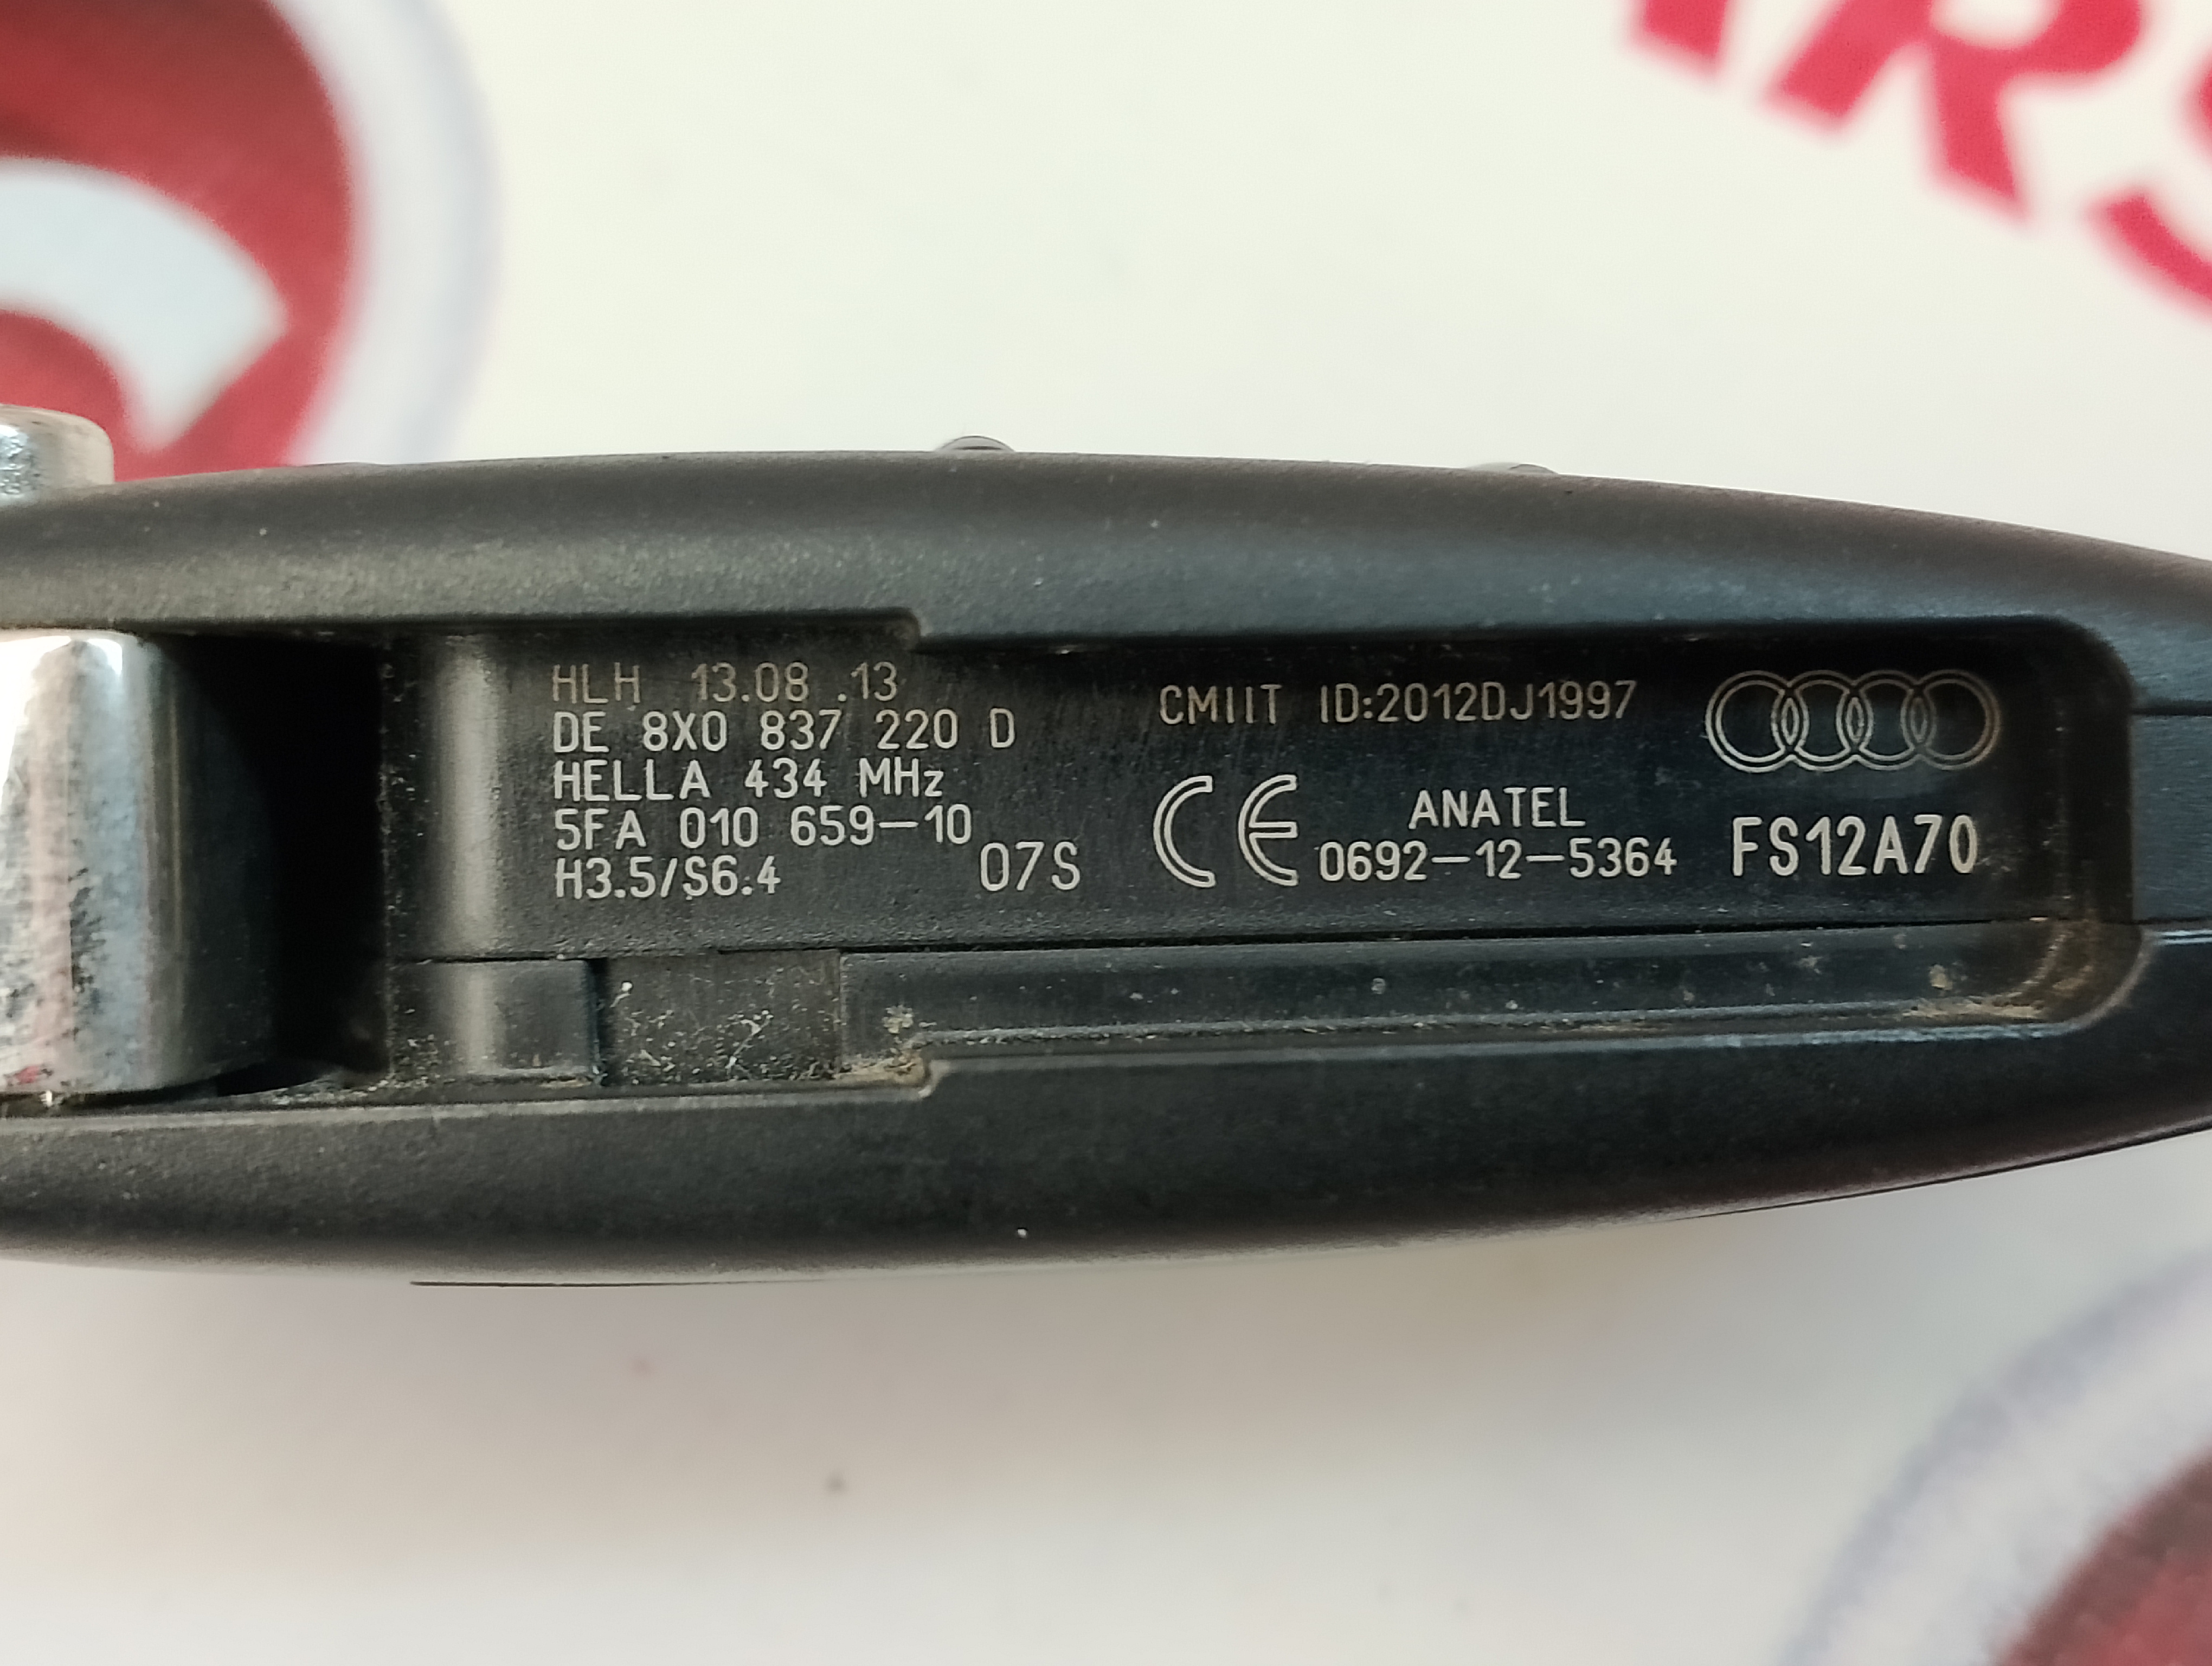 HLH 13.08 .13
DE 8X0 837 220 D
HELLA 434 MHz
5FA 010 659-10
H3.5/S6.4
07S
CMIIT ID:2012DJ1997
CE
ANATEL
0692-12-5364
FS12A70